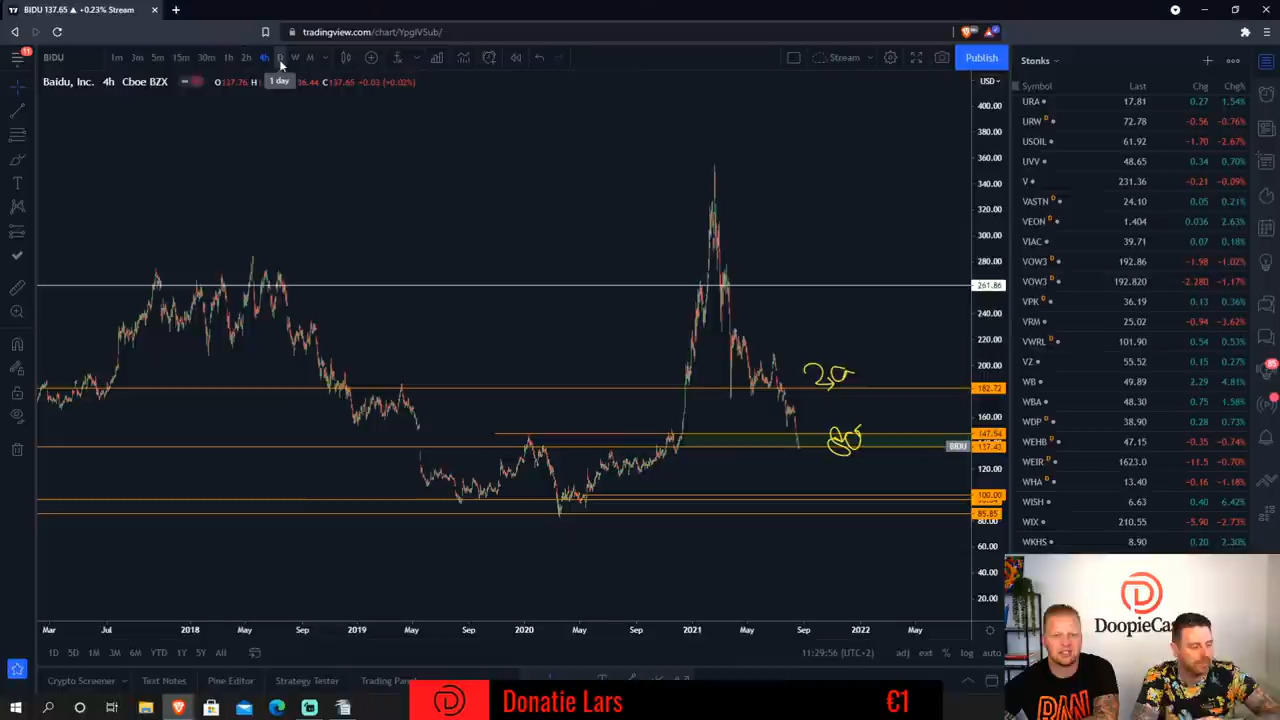 BIDU 137.65 ▲ +0.23% Stream
tradingview.com/chart/YpgIVSub/
11
BIDU 1m 3m 5m 15m 30m 1h 2h 4h D W M
Stream
Publish
1 day
Baidu, Inc. 4h Cboe BZX
O137.76 H1
36.44 C137.65 -0.03 (+0.02%)
USD
400.00
380.00
360.00
340.00
320.00
300.00
280.00
261.86
240.00
220.00
200.00
182.72
160.00
147.54
BIDU
137.43
120.00
100.00
85.85
80.00
60.00
40.00
20.00
20
80
Mar Jul 2018 May Sep 2019 May Sep 2020 May Sep 2021 May Sep 2022 May
1D 5D 1M 3M 6M YTD 1Y 5Y All
11:29:56 (UTC+2)
adj ext % log auto
Crypto Screener Text Notes Pine Editor Strategy Tester Trading Pan
Stonks
Symbol Last Chg Chg%
URA 17.81 0.27 1.54%
URW D 72.78 -0.56 -0.76%
USOIL 61.92 -1.70 -2.67%
UVV 48.65 0.34 0.70%
V 231.36 -0.21 -0.09%
VASTN D 24.10 0.05 0.21%
VEON D 1.404 0.036 2.63%
VIAC 39.71 0.07 0.18%
VOW3 D 192.86 -1.98 -1.02%
VOW3 D 192.820 -2.280 -1.17%
VPK D 36.19 0.13 0.36%
VRM 25.02 -0.94 -3.62%
VWRL D 101.90 0.54 0.53%
VZ 55.52 0.15 0.27%
WB 49.89 2.29 4.81%
WBA 48.30 0.75 1.58%
WDP D 38.90 0.28 0.73%
WEHB D 47.15 -0.35 -0.74%
WEIR D 1623.0 -11.5 -0.70%
WHA D 13.40 -0.16 -1.18%
WISH 6.63 0.40 6.42%
WIX 210.55 -5.90 -2.73%
WKHS 8.90 0.20 2.30%
85
DoopieCa
Donatie Lars €1